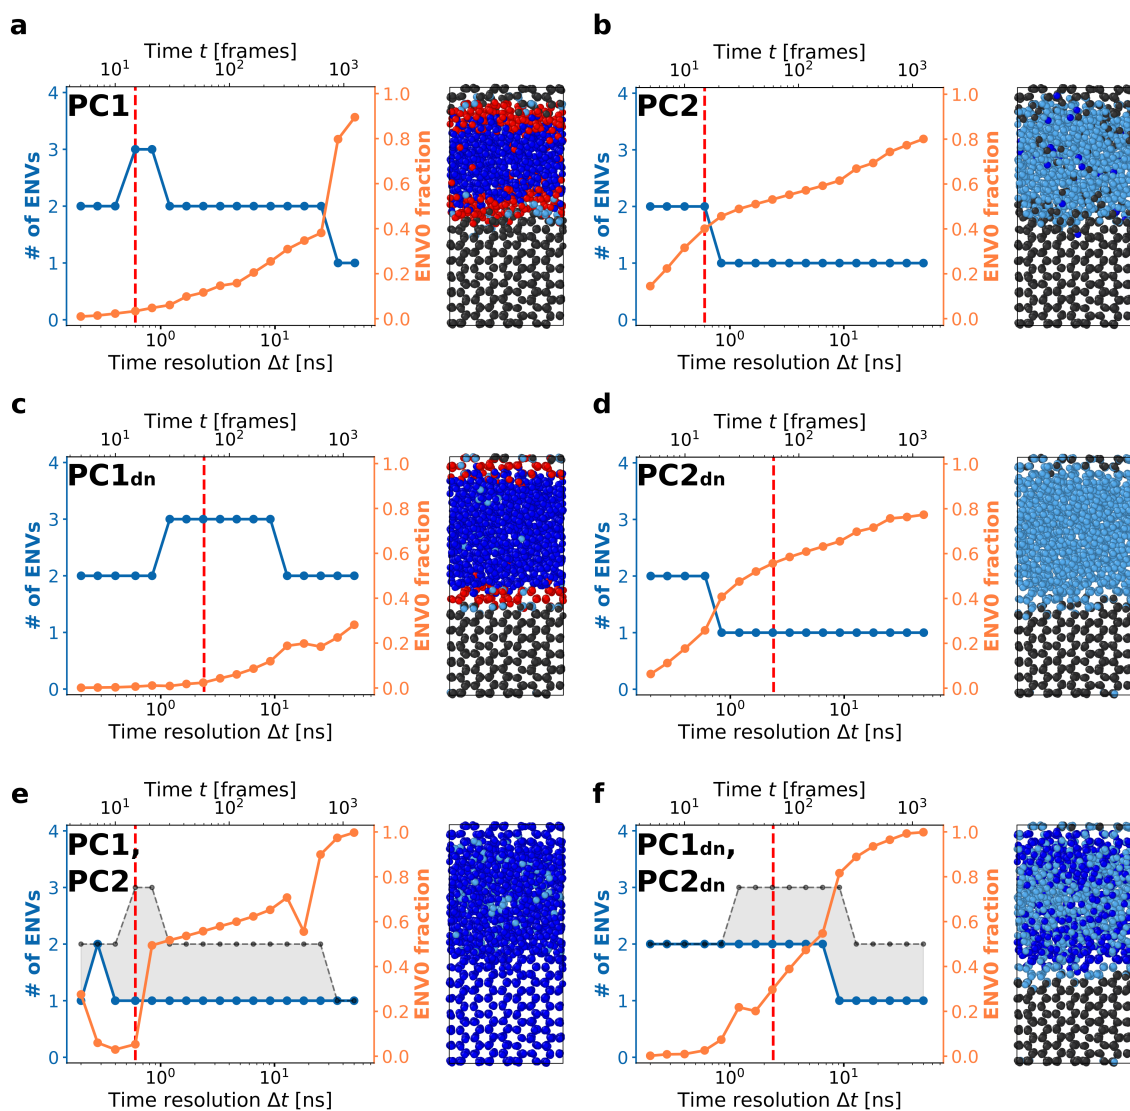 a
Time t [frames]
10¹ 10² 10³
PC1
# of ENVs
4
3
2
1
0
1.0
0.8
0.6
0.4
0.2
0.0
ENV0 fraction
10⁰ 10¹
Time resolution Δt [ns]
b
Time t [frames]
10¹ 10² 10³
PC2
# of ENVs
4
3
2
1
0
1.0
0.8
0.6
0.4
0.2
0.0
ENV0 fraction
10⁰ 10¹
Time resolution Δt [ns]
c
Time t [frames]
10¹ 10² 10³
PC1dn
# of ENVs
4
3
2
1
0
1.0
0.8
0.6
0.4
0.2
0.0
ENV0 fraction
10⁰ 10¹
Time resolution Δt [ns]
d
Time t [frames]
10¹ 10² 10³
PC2dn
# of ENVs
4
3
2
1
0
1.0
0.8
0.6
0.4
0.2
0.0
ENV0 fraction
10⁰ 10¹
Time resolution Δt [ns]
e
Time t [frames]
10¹ 10² 10³
PC1,
PC2
# of ENVs
4
3
2
1
0
1.0
0.8
0.6
0.4
0.2
0.0
ENV0 fraction
10⁰ 10¹
Time resolution Δt [ns]
f
Time t [frames]
10¹ 10² 10³
PC1dn,
PC2dn
# of ENVs
4
3
2
1
0
1.0
0.8
0.6
0.4
0.2
0.0
ENV0 fraction
10⁰ 10¹
Time resolution Δt [ns]